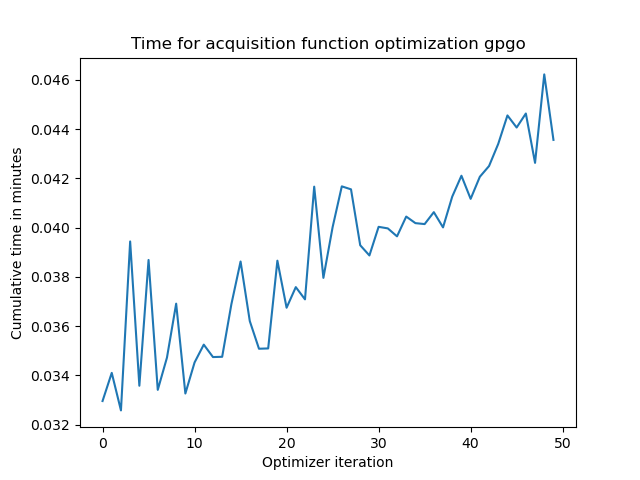 Time for acquisition function optimization gpgo
0.046
0.044
0.042
0.040
0.038
0.036
0.034
0.032
Cumulative time in minutes
0 10 20 30 40 50
Optimizer iteration